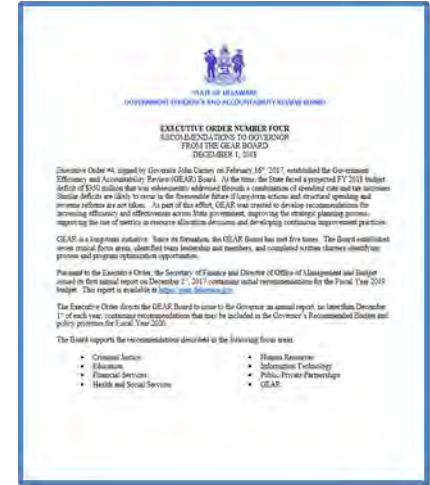 STATE OF DELAWARE
GOVERNMENT EFFICIENCY AND ACCOUNTABILITY REVIEW BOARD
EXECUTIVE ORDER NUMBER FOUR
RECOMMENDATIONS TO GOVERNOR
FROM THE GEAR BOARD
DECEMBER 1, 2018
Executive Order #4, signed by Governor John Carney on February 16th, 2017, established the Government
Efficiency and Accountability Review (GEAR) Board. At the time, the State faced a projected FY 2018 budget
deficit of $350 million that was subsequently addressed through a combination of spending cuts and tax increases.
Similar deficits are likely to occur in the foreseeable future if long-term actions and structural spending and
revenue reforms are not taken. As part of this effort, GEAR was created to develop recommendations for
increasing efficiency and effectiveness across State government, improving the strategic planning process,
improving the use of metrics in resource allocation decisions and developing continuous improvement practices.
GEAR is a long-term initiative. Since its formation, the GEAR Board has met five times. The Board established
seven critical focus areas, identified team leadership and members, and completed written charters identifying
process and program optimization opportunities.
Pursuant to the Executive Order, the Secretary of Finance and Director of Office of Management and Budget
issued its first annual report on December 1st, 2017 containing initial recommendations for the Fiscal Year 2019
budget. This report is available at https://gear.delaware.gov.
The Executive Order directs the GEAR Board to issue to the Governor an annual report, no later than December
1st of each year, containing recommendations that may be included in the Governor's Recommended Budget and
policy processes for Fiscal Year 2020.
The Board supports the recommendations described in the following focus areas:
• Criminal Justice
• Education
• Financial Services
• Health and Social Services
• Human Resources
• Information Technology
• Public/Private Partnerships
• GEAR